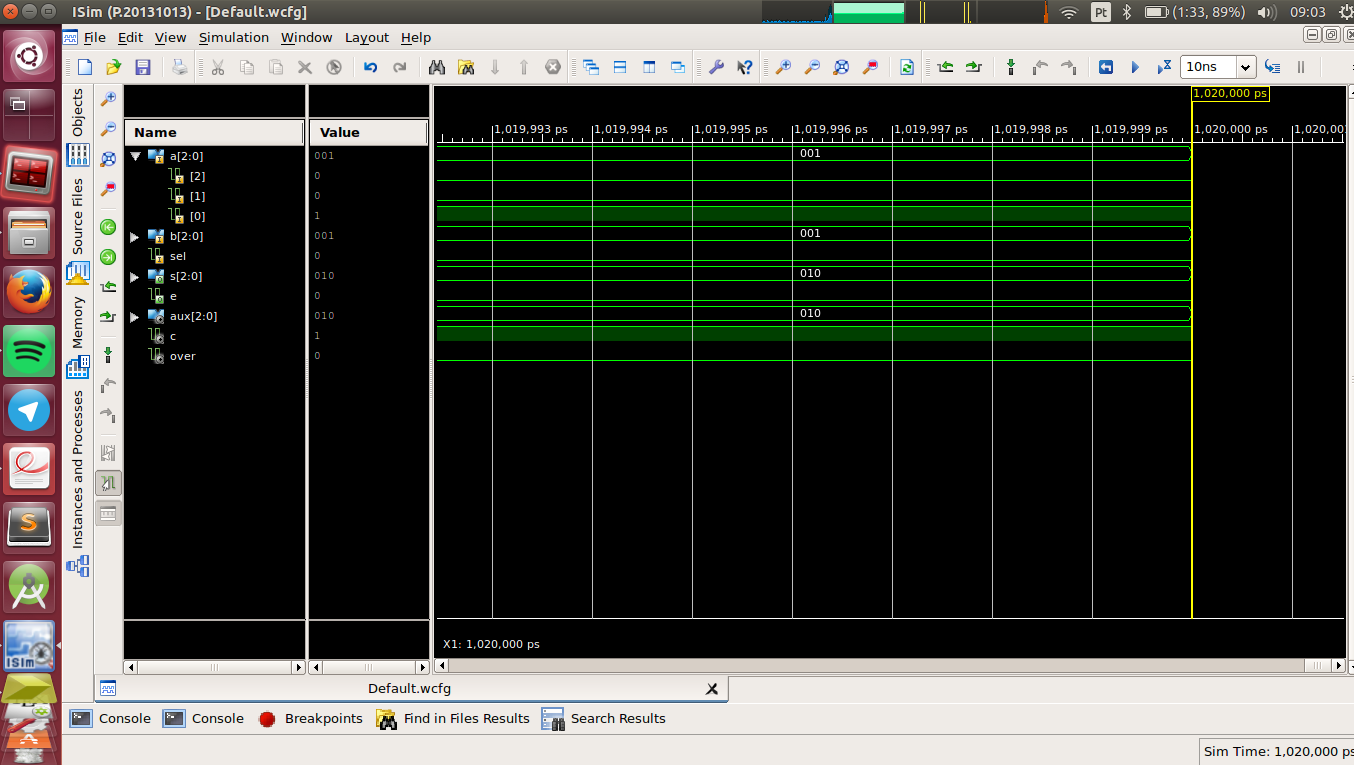 ISim (P.20131013) - [Default.wcfg]
Pt
(1:33, 89%)
09:03
File Edit View Simulation Window Layout Help
10ns
Objects
Source Files
Memory
Instances and Processes
Name
Value
1,020,000 ps
1,019,993 ps 1,019,994 ps 1,019,995 ps 1,019,996 ps 1,019,997 ps 1,019,998 ps 1,019,999 ps 1,020,000 ps 1,020,00
a[2:0] 001 001
[2] 0
[1] 0
[0] 1
b[2:0] 001 001
sel 0
s[2:0] 010 010
e 0
aux[2:0] 010 010
c 1
over 0
X1: 1,020,000 ps
Default.wcfg
Console Console Breakpoints Find in Files Results Search Results
ISim
Sim Time: 1,020,000 ps